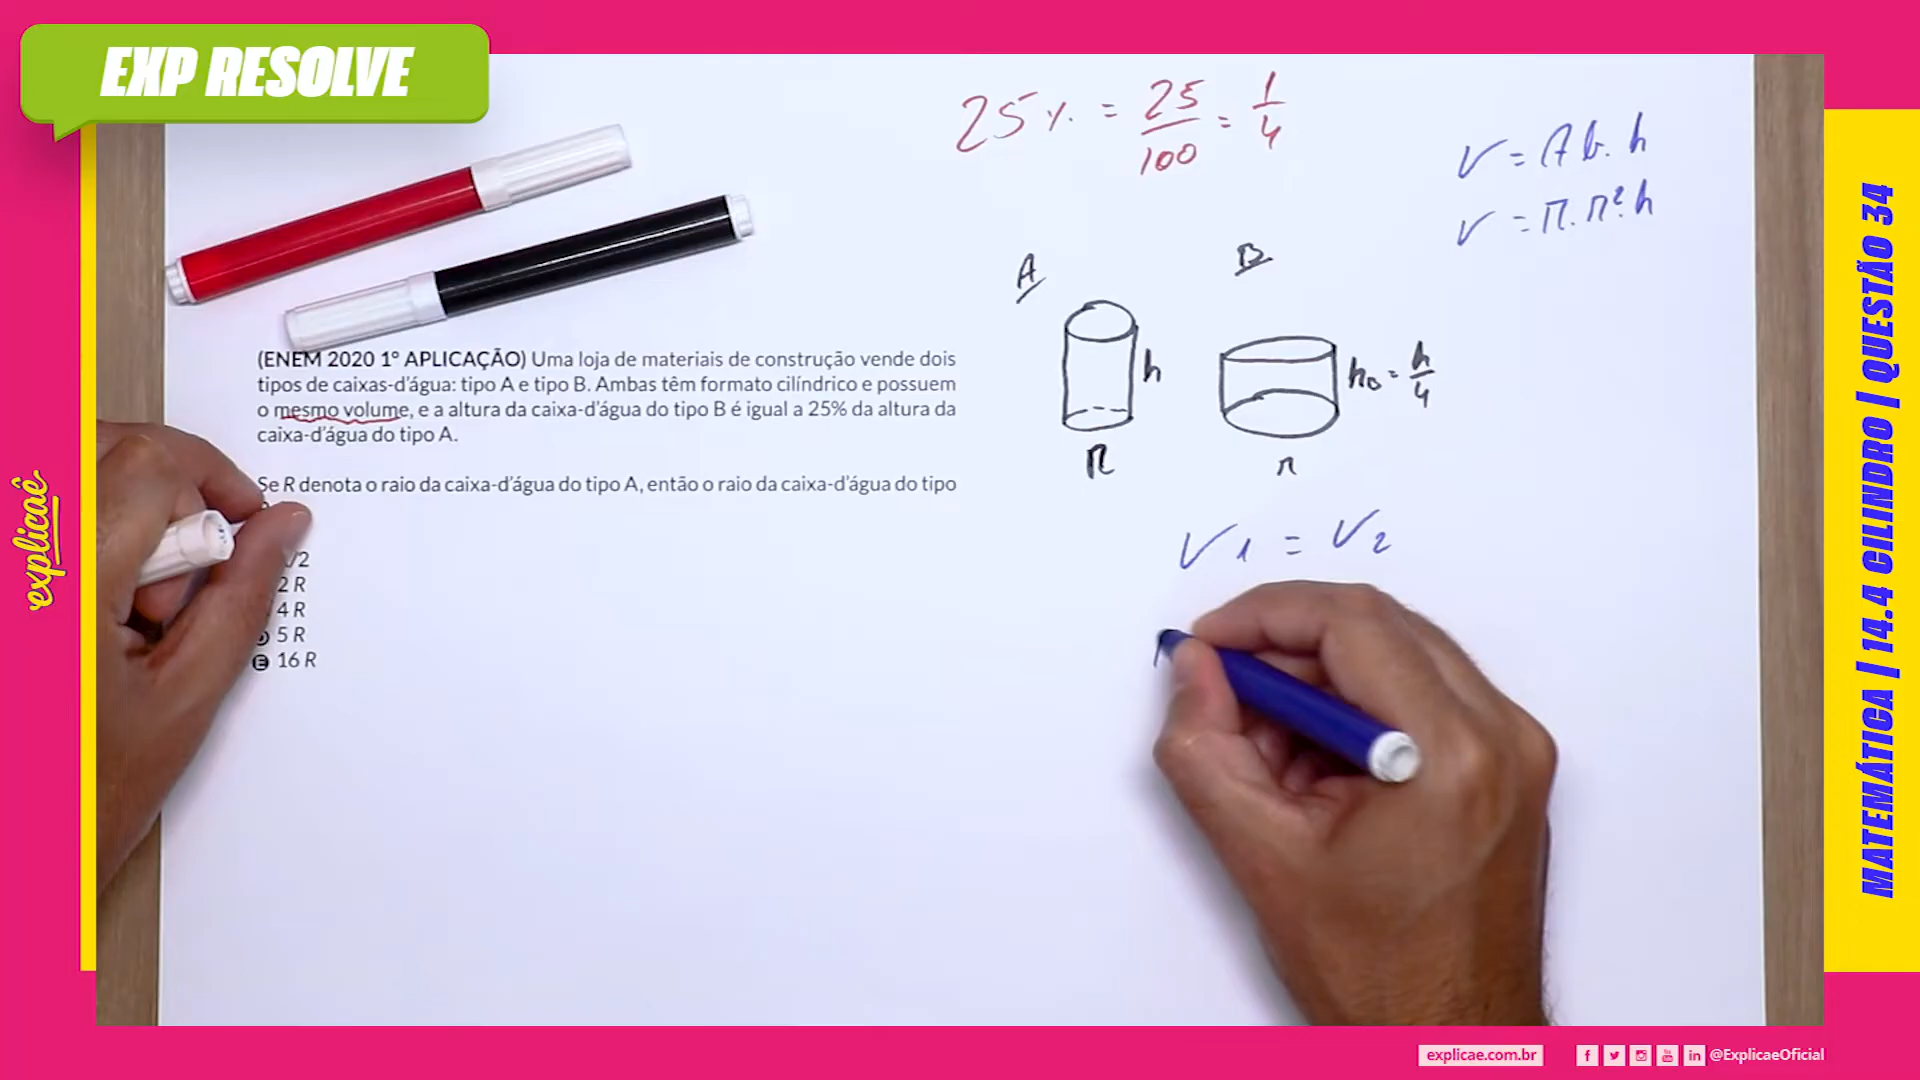 EXP RESOLVE
25% = 25/100 = 1/4
V = Ab. h
V = π. r². h
A
B
h
hB = h/4
R
r
V1 = V2
(ENEM 2020 1° APLICAÇÃO) Uma loja de materiais de construção vende dois
tipos de caixas-d'água: tipo A e tipo B. Ambas têm formato cilíndrico e possuem
o mesmo volume, e a altura da caixa-d'água do tipo B é igual a 25% da altura da
caixa-d'água do tipo A.
Se R denota o raio da caixa-d'água do tipo A, então o raio da caixa-d'água do tipo
/2
2 R
4 R
D 5 R
E 16 R
explicaê
MATEMÁTICA | 14.4 CILINDRO | QUESTÃO 34
explicae.com.br
@ExplicaeOficial